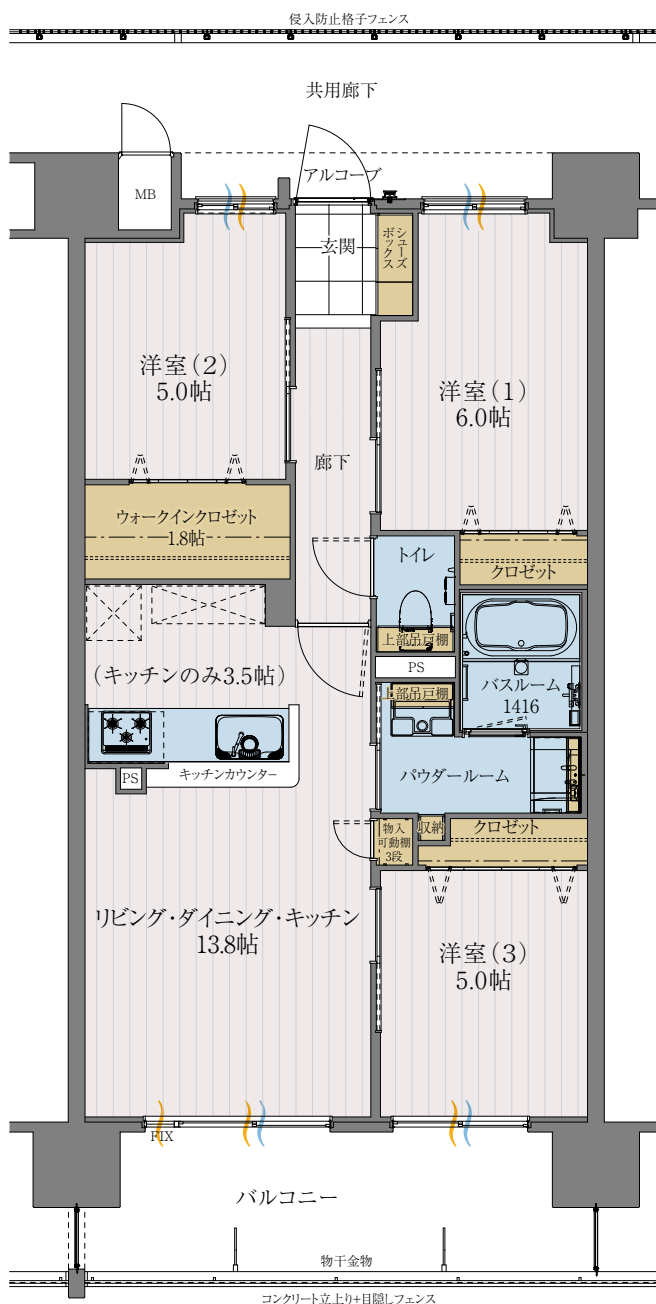 侵入防止格子フェンス
共用廊下
アルコーブ
MB
玄関
シューズ
ボックス
洋室(2)
5.0帖
洋室(1)
6.0帖
廊下
ウォークインクロゼット
1.8帖
トイレ
クロゼット
上部吊戸棚
PS
(キッチンのみ3.5帖)
上部吊戸棚
バスルーム
1416
パウダールーム
PS
キッチンカウンター
物入
可動棚
3段
収納
クロゼット
リビング・ダイニング・キッチン
13.8帖
洋室(3)
5.0帖
FIX
バルコニー
物干金物
コンクリート立上り+目隠しフェンス